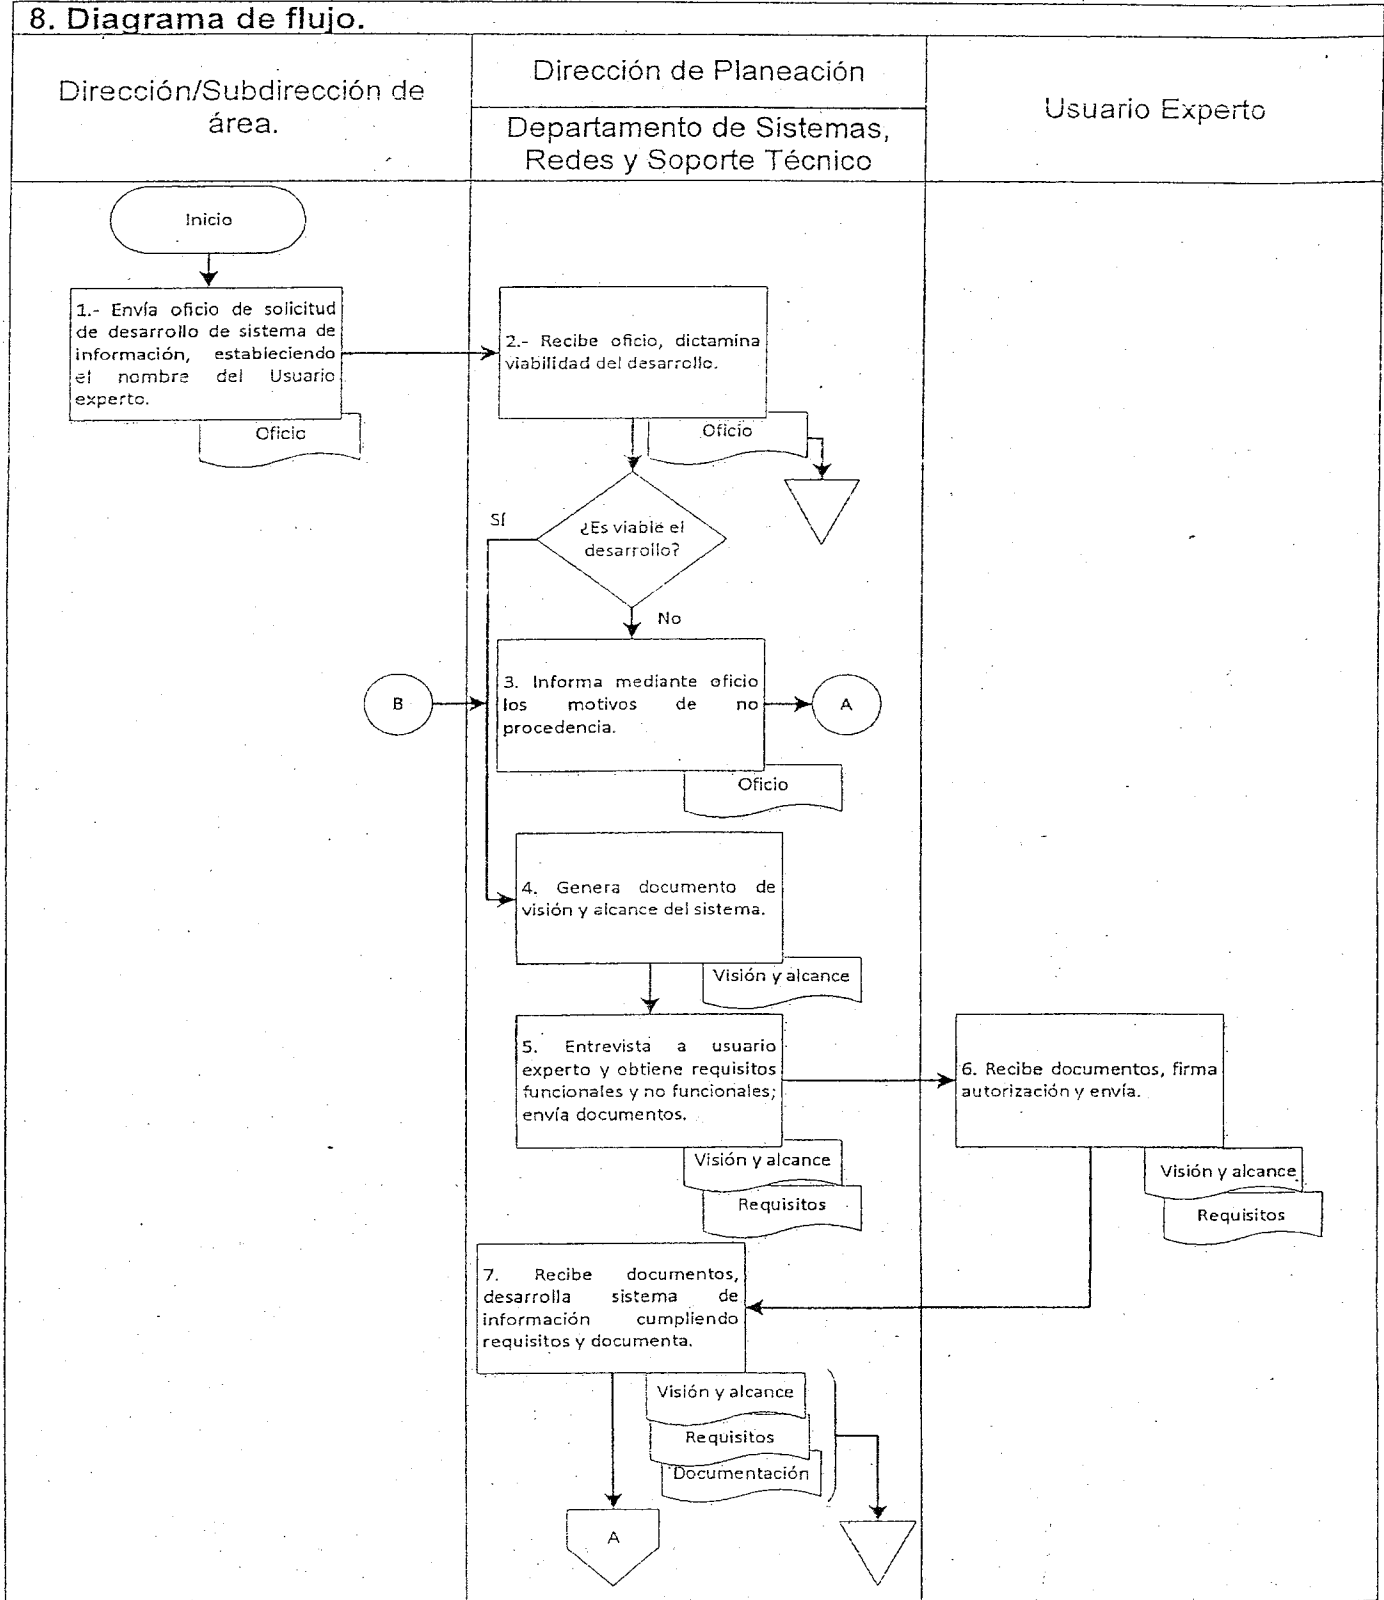 8. Diagrama de flujo.
Dirección/Subdirección de
área.
Dirección de Planeación
Departamento de Sistemas,
Redes y Soporte Técnico
Usuario Experto
Inicio
1.- Envía oficio de solicitud
de desarrollo de sistema de
información, estableciendo
el nombre del Usuario
experto.
Oficio
2.- Recibe oficio, dictamina
viabilidad del desarrollo.
Oficio
Sí
¿Es viable el
desarrollo?
No
B
3. Informa mediante oficio
los motivos de no
procedencia.
A
Oficio
4. Genera documento de
visión y alcance del sistema.
Visión y alcance
5. Entrevista a usuario
experto y obtiene requisitos
funcionales y no funcionales;
envía documentos.
Visión y alcance
Requisitos
6. Recibe documentos, firma
autorización y envía.
Visión y alcance
Requisitos
7. Recibe documentos,
desarrolla sistema de
información cumpliendo
requisitos y documenta.
Visión y alcance
Requisitos
Documentación
A